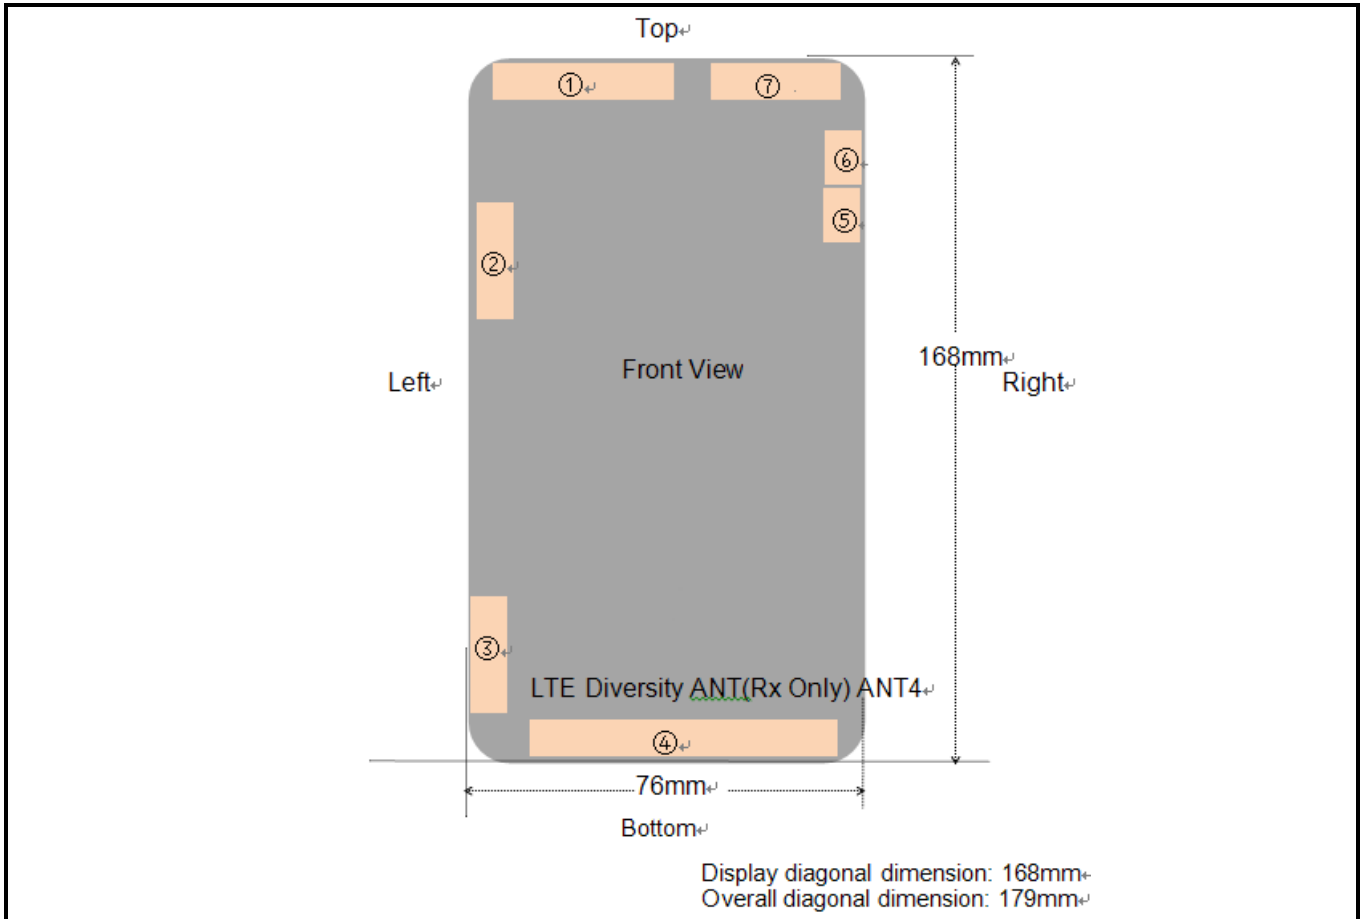 Top↵
①↵
⑦
⑥
⑤
②↵
Front View
168mm↵
Left↵
Right↵
③↵
LTE Diversity ANT(Rx Only) ANT4↵
④↵
76mm↵
Bottom↵
Display diagonal dimension: 168mm↵
Overall diagonal dimension: 179mm↵